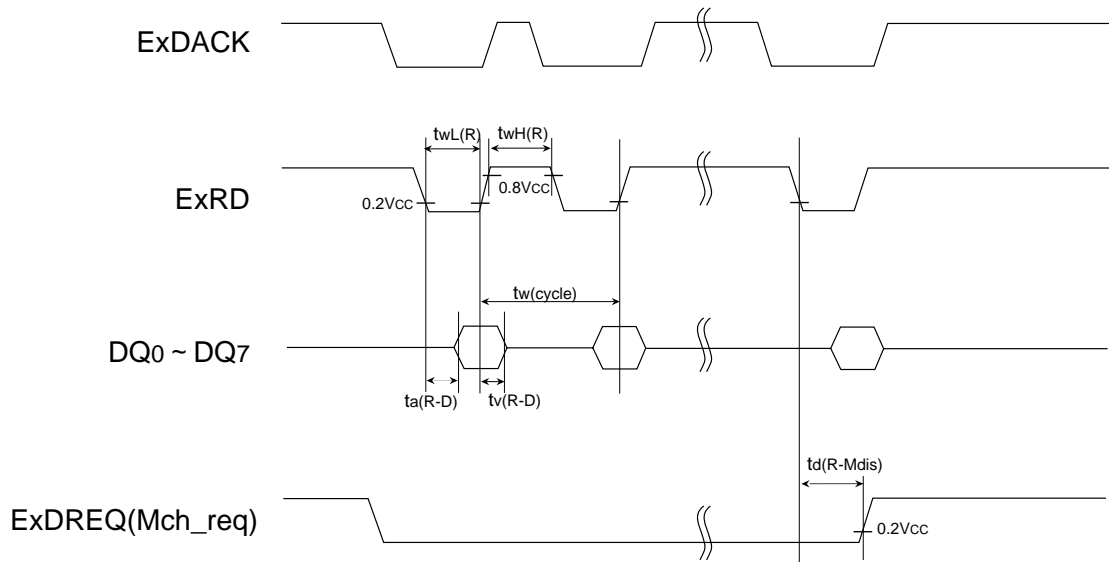 ExDACK
twL(R) twH(R)
ExRD
0.2VCC
0.8VCC
tw(cycle)
DQ0 ~ DQ7
ta(R-D) tv(R-D)
td(R-Mdis)
ExDREQ(Mch_req)
0.2VCC